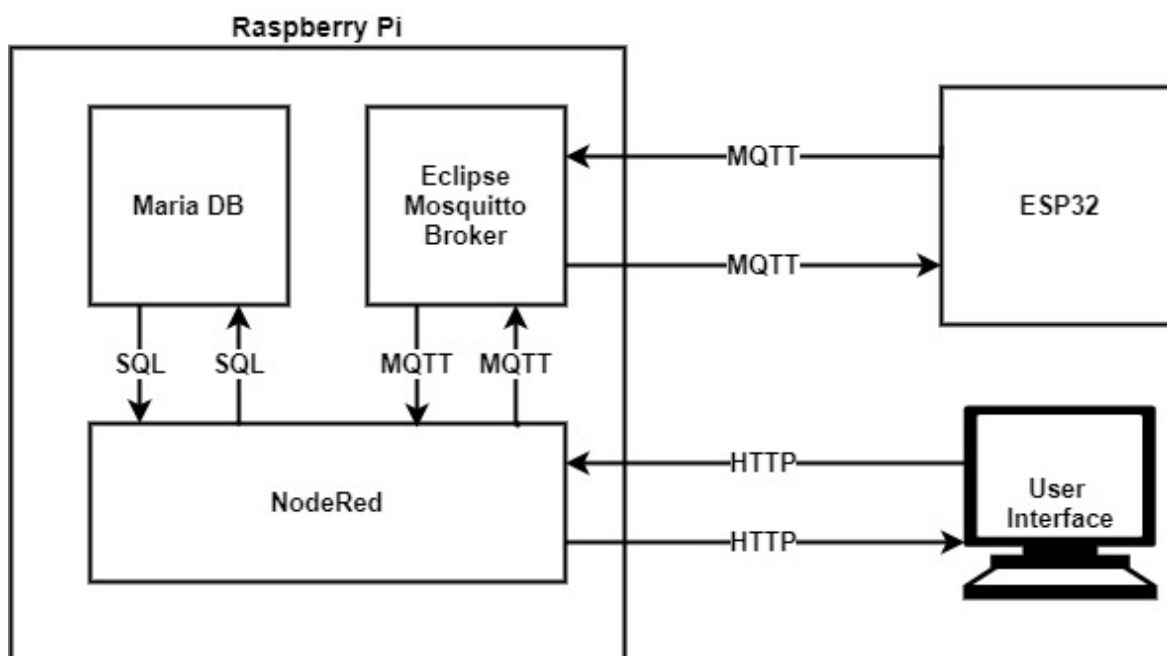 Raspberry Pi
Maria DB
Eclipse
Mosquitto
Broker
MQTT
ESP32
MQTT
SQL
SQL
MQTT
MQTT
NodeRed
HTTP
User
Interface
HTTP